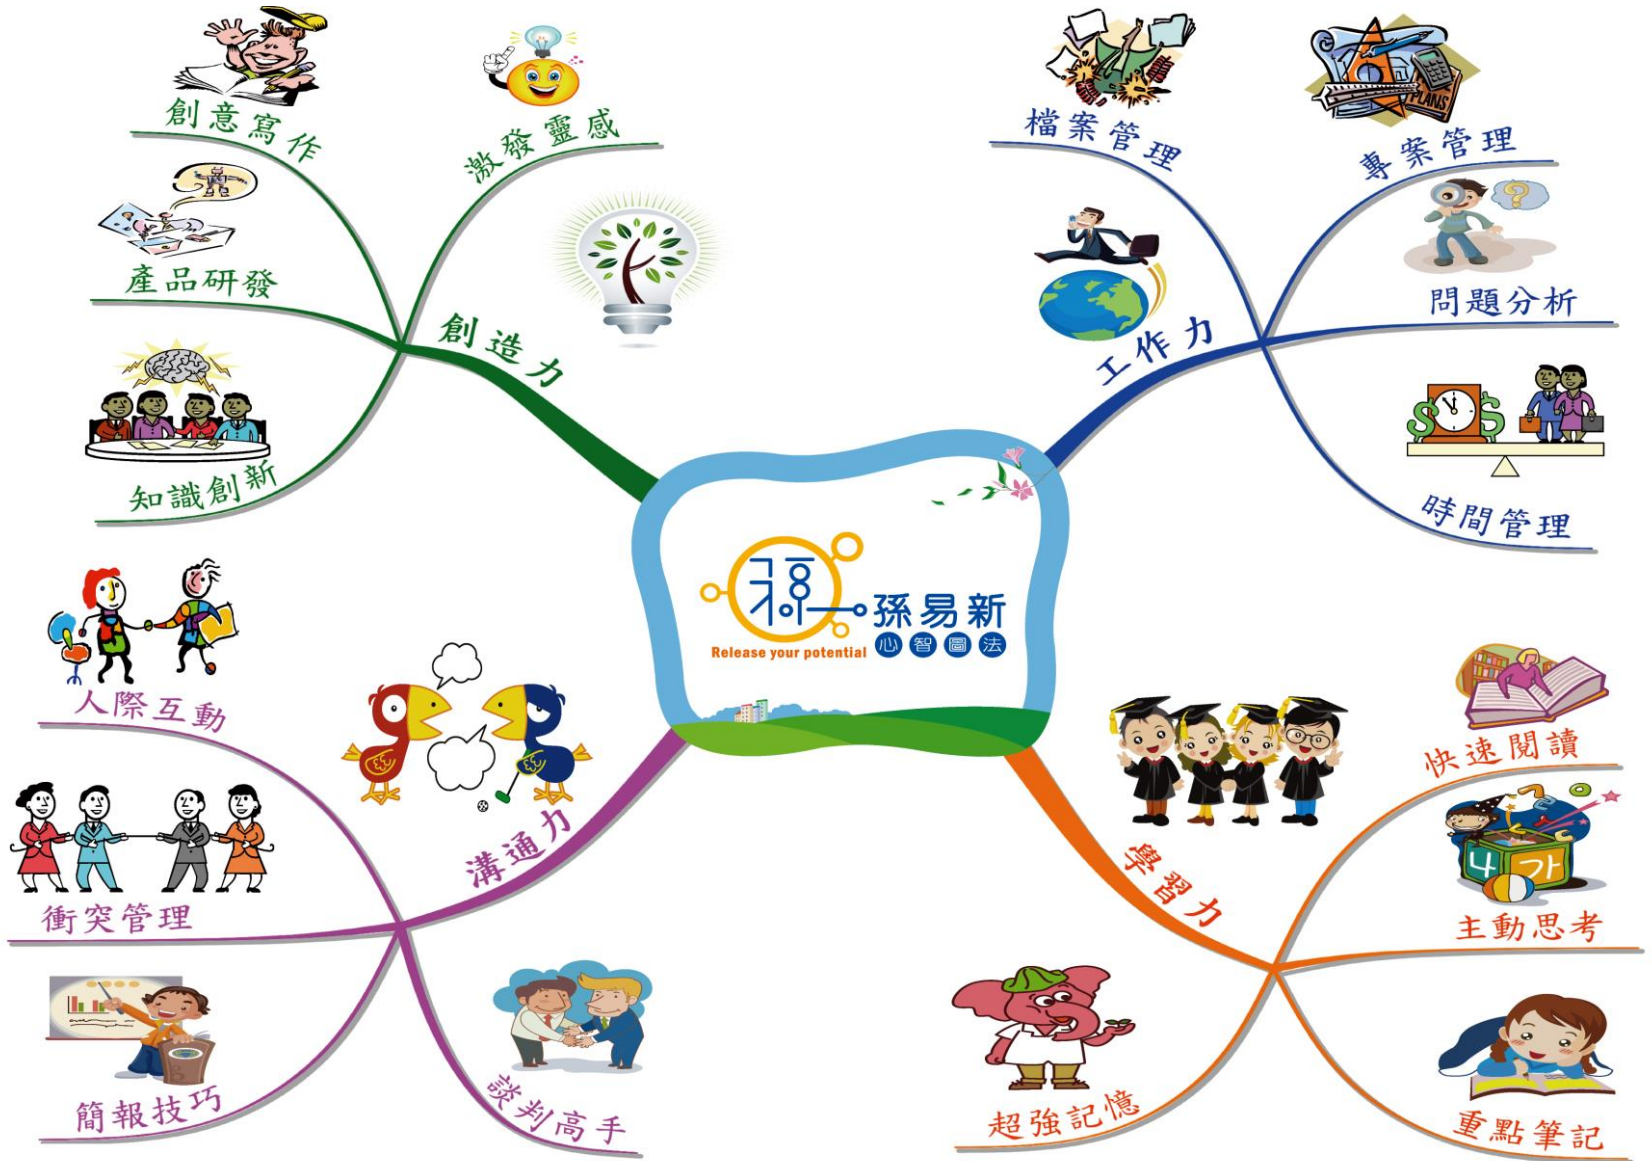 孫易新
心智圖法
Release your potential
工作力
檔案管理
專案管理
PLANS
問題分析
時間管理
學習力
快速閱讀
主動思考
重點筆記
超強記憶
溝通力
人際互動
衝突管理
簡報技巧
談判高手
創造力
激發靈感
創意寫作
產品研發
知識創新